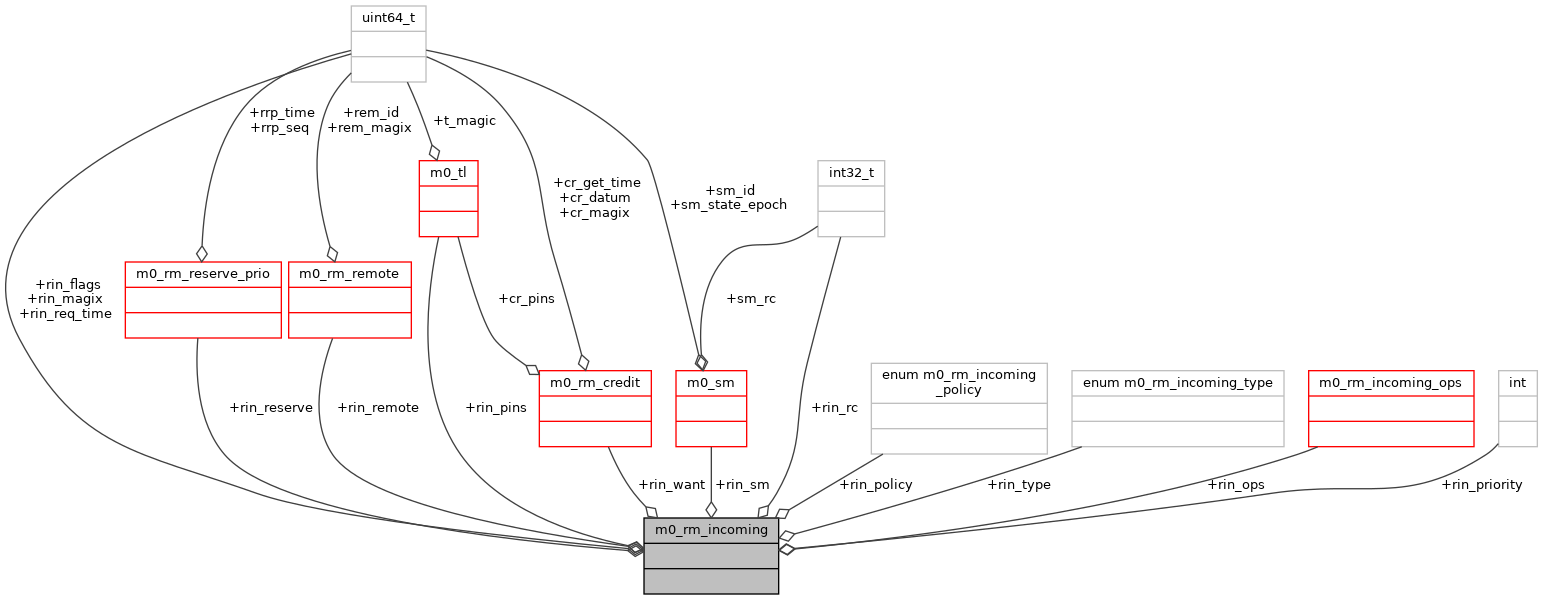 uint64_t
+rrp_time
+rrp_seq
+rem_id
+rem_magix
+t_magic
m0_tl
int32_t
+cr_get_time
+cr_datum
+cr_magix
+sm_id
+sm_state_epoch
m0_rm_reserve_prio
m0_rm_remote
+rin_flags
+rin_magix
+rin_req_time
+cr_pins
+sm_rc
m0_rm_credit
m0_sm
enum m0_rm_incoming
_policy
enum m0_rm_incoming_type
m0_rm_incoming_ops
int
+rin_reserve
+rin_remote
+rin_pins
+rin_rc
+rin_want
+rin_sm
+rin_policy
+rin_type
+rin_ops
+rin_priority
m0_rm_incoming